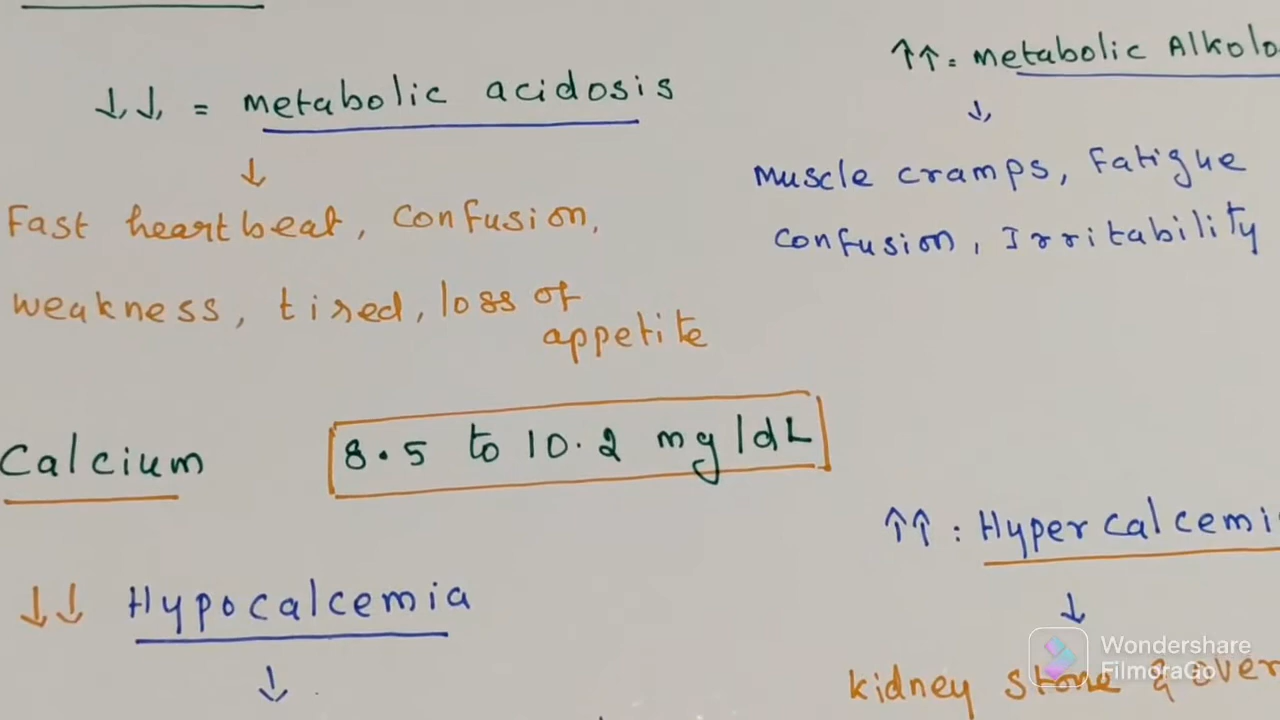 ↓↓ = metabolic acidosis
↓
Fast heartbeat, confusion,
weakness, tired, loss of
appetite
↑↑ = metabolic Alkolo
↓
Muscle cramps, Fatigue
confusion, Irritability
Calcium 8.5 to 10.2 mg/dL
↓↓ Hypocalcemia
↓
↑↑ : Hypercalcemi
↓
kidney stone & over
Wondershare
FilmoraGo